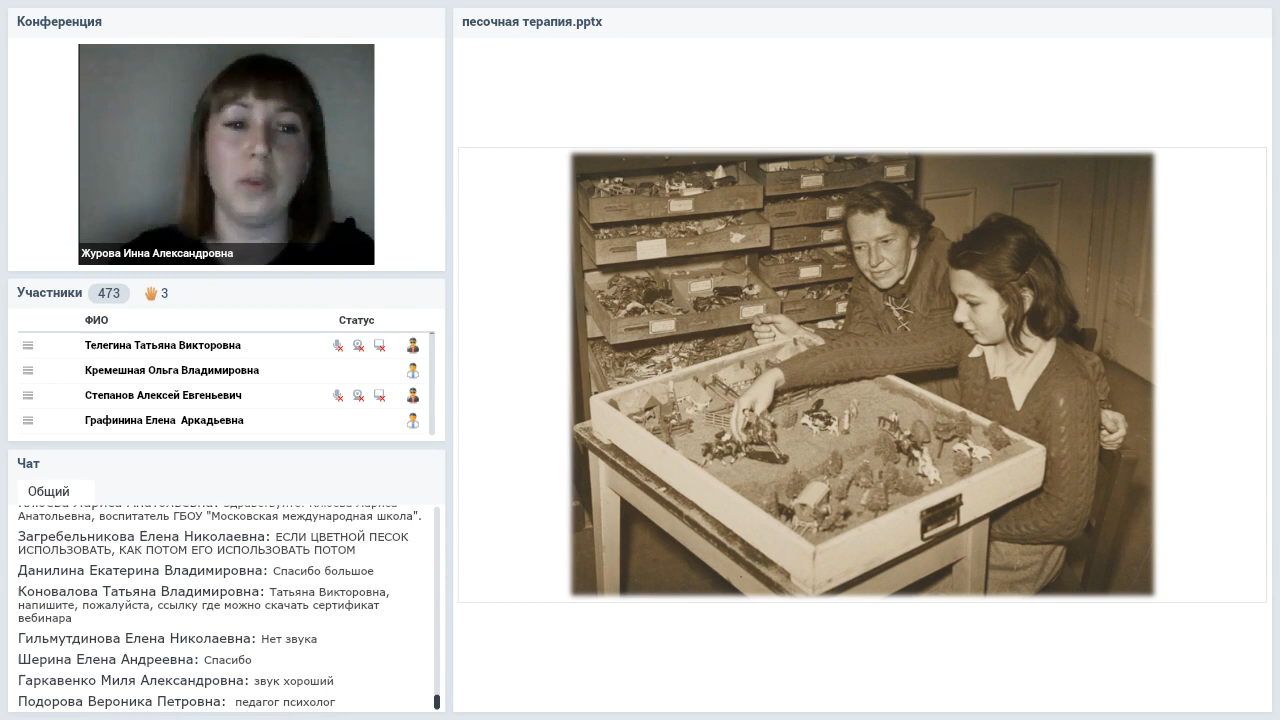 Конференция
Журова Инна Александровна
Участники 473 3
ФИО Статус
Телегина Татьяна Викторовна
Кремешная Ольга Владимировна
Степанов Алексей Евгеньевич
Графинина Елена Аркадьевна
Чат
Общий
Анатольевна, воспитатель ГБОУ "Московская международная школа".
Загребельникова Елена Николаевна: ЕСЛИ ЦВЕТНОЙ ПЕСОК
ИСПОЛЬЗОВАТЬ, КАК ПОТОМ ЕГО ИСПОЛЬЗОВАТЬ ПОТОМ
Данилина Екатерина Владимировна: Спасибо большое
Коновалова Татьяна Владимировна: Татьяна Викторовна,
напишите, пожалуйста, ссылку где можно скачать сертификат
вебинара
Гильмутдинова Елена Николаевна: Нет звука
Шерина Елена Андреевна: Спасибо
Гаркавенко Миля Александровна: звук хороший
Подорова Вероника Петровна: педагог психолог
песочная терапия.pptx